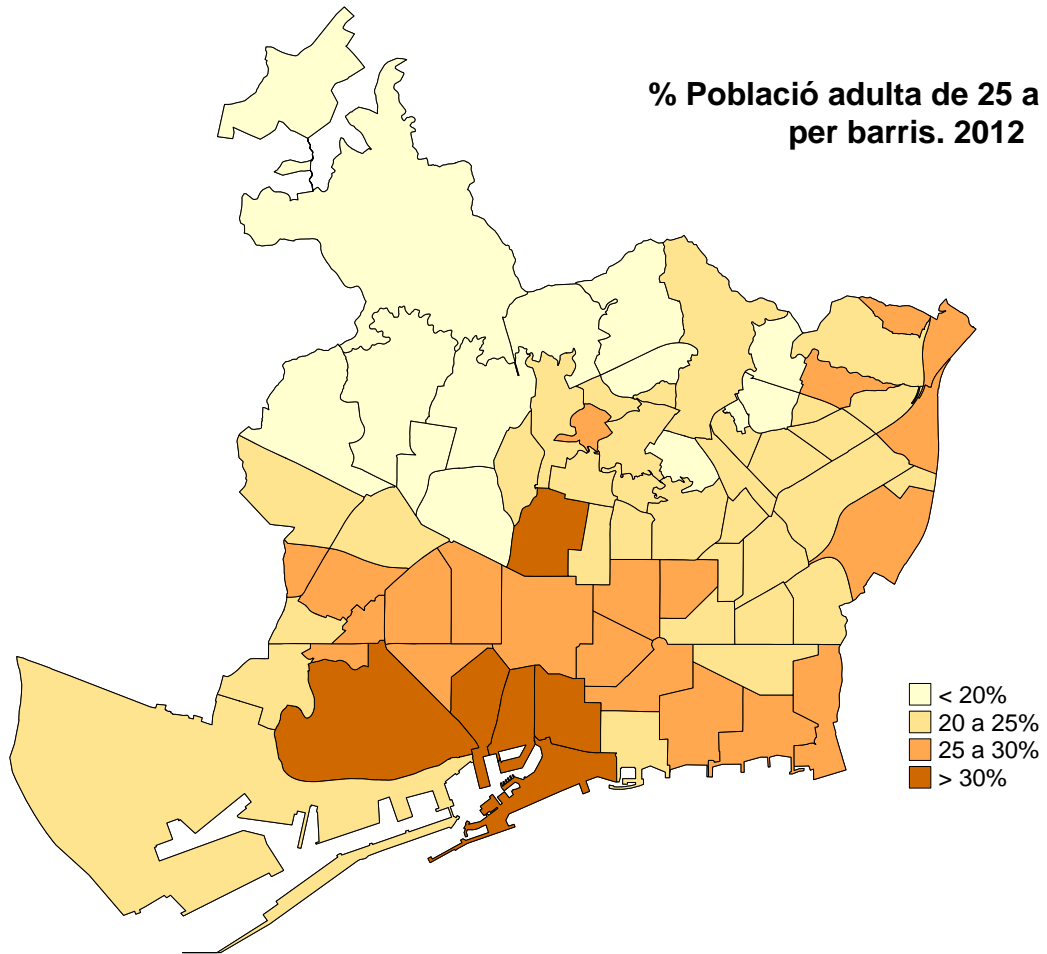 % Població adulta de 25 a
per barris. 2012
< 20%
20 a 25%
25 a 30%
> 30%